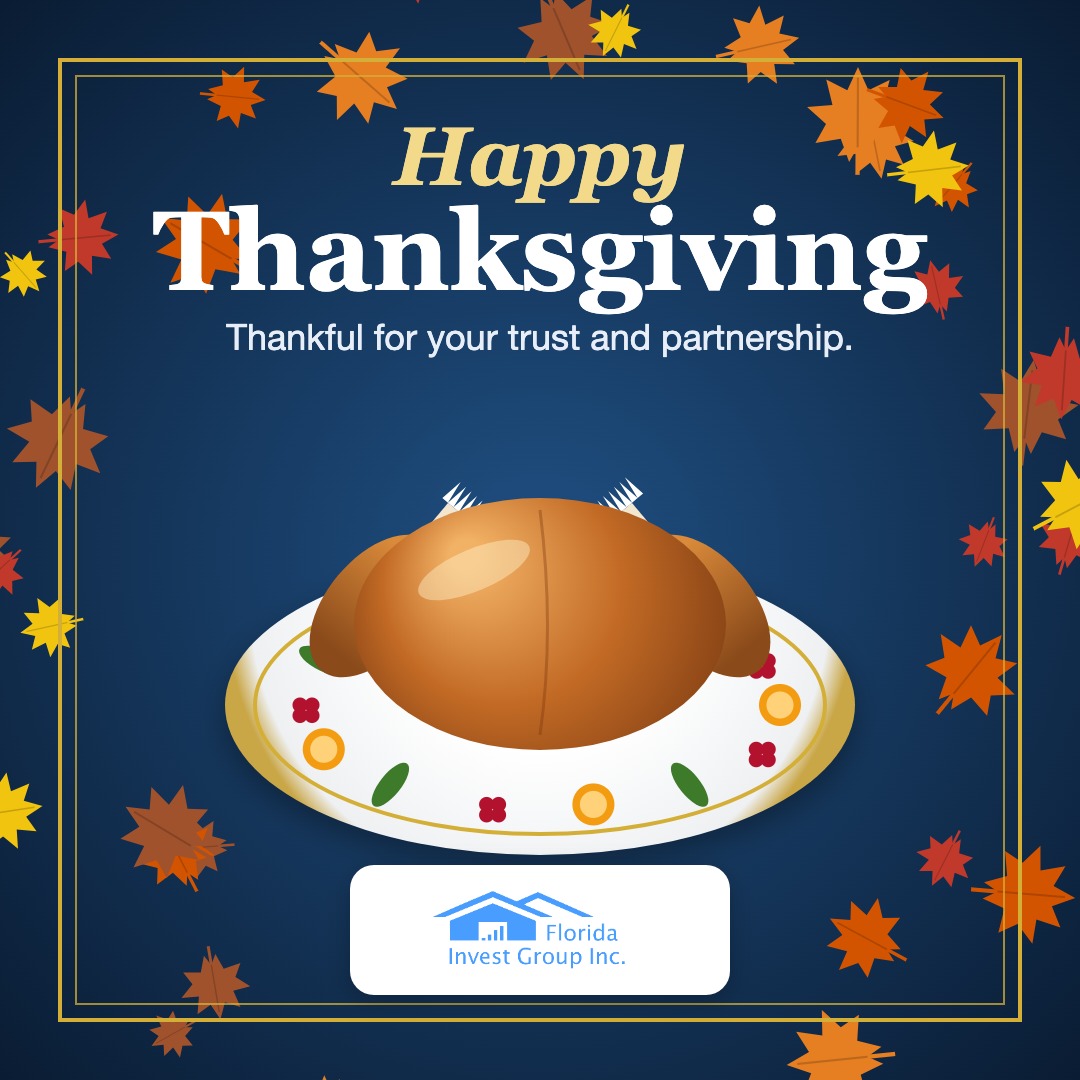 Happy
Thanksgiving
Thankful for your trust and partnership.
Florida
Invest Group Inc.